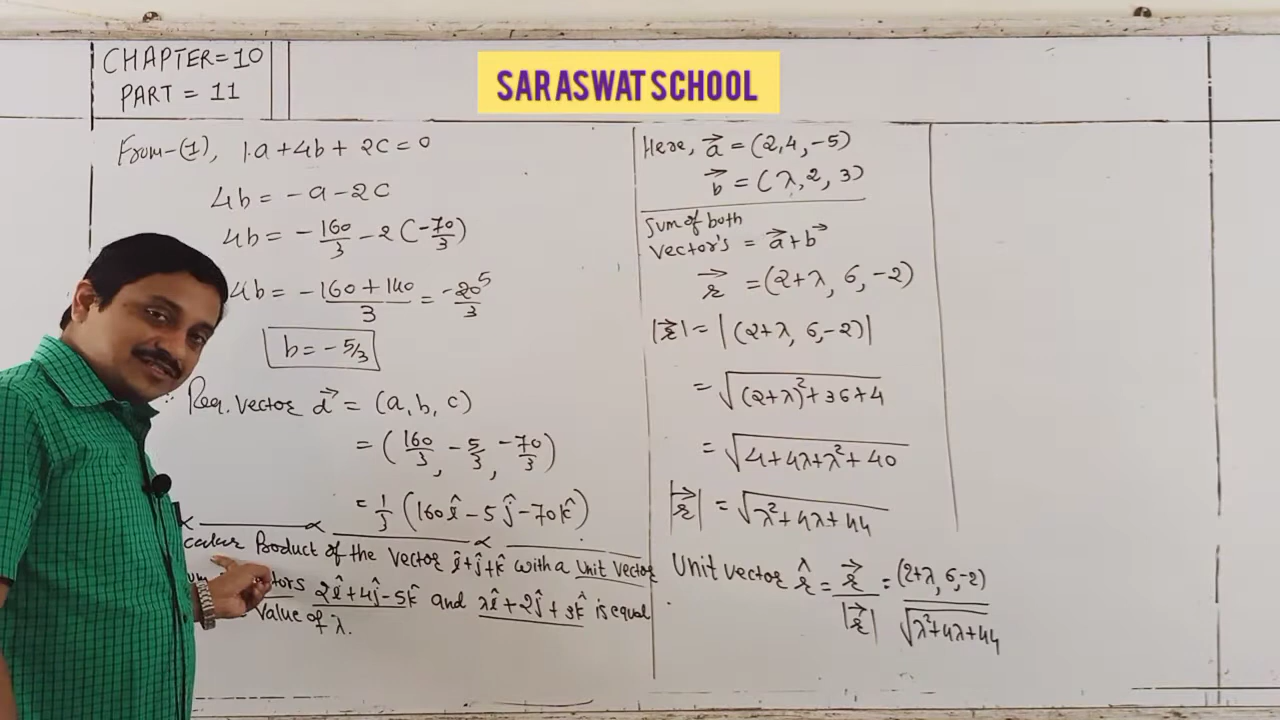 CHAPTER=10
PART = 11
SARASWAT SCHOOL
From-(1), 1.a+4b+2c=0
4b = -a-2c
4b = -160/3 -2(-70/3)
4b = -160+140/3 = -20⁵/3
b = -5/3
Req. vector d⃗ = (a, b, c)
= (160/3, -5/3, -70/3)
= 1/3 (160î - 5ĵ - 70k̂)
Product of the vector î+ĵ+k̂ with a Unit vector
2î+4ĵ-5k̂ and λî+2ĵ+3k̂ is equal
value of λ.
Here, a⃗ = (2,4,-5)
b⃗ = (λ,2,3)
Sum of both
vector's = a⃗+b⃗
r⃗ = (2+λ, 6, -2)
|r⃗| = |(2+λ, 6,-2)|
= √(2+λ)²+36+4
= √4+4λ+λ²+40
|r⃗| = √λ²+4λ+44
Unit vector r̂ = r⃗/|r⃗| = (2+λ, 6,-2)/√λ²+4λ+44